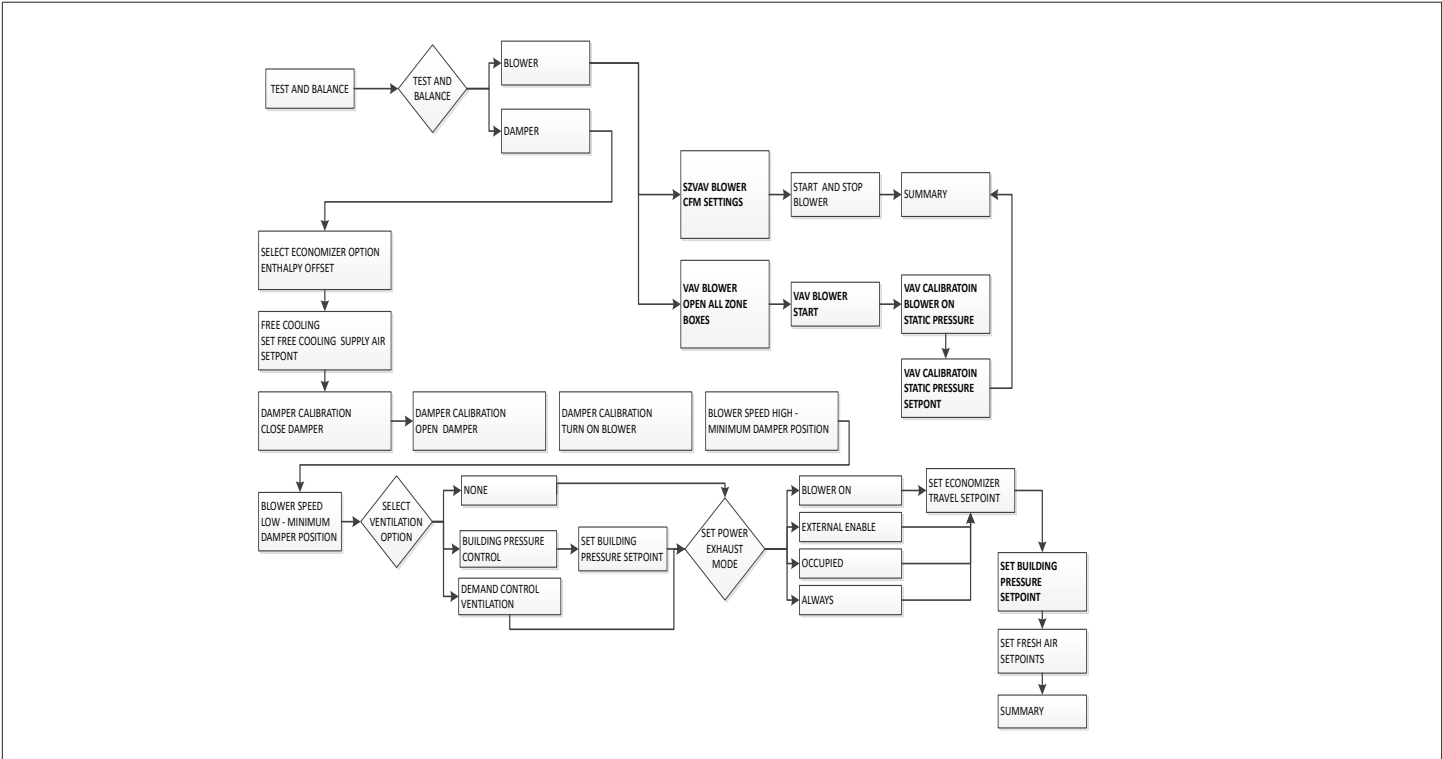 TEST AND BALANCE
TEST AND
BALANCE
BLOWER
DAMPER
SZVAV BLOWER
CFM SETTINGS
START AND STOP
BLOWER
SUMMARY
VAV BLOWER
OPEN ALL ZONE
BOXES
VAV BLOWER
START
VAV CALIBRATOIN
BLOWER ON
STATIC PRESSURE
VAV CALIBRATOIN
STATIC PRESSURE
SETPONT
SELECT ECONOMIZER OPTION
ENTHALPY OFFSET
FREE COOLING
SET FREE COOLING SUPPLY AIR
SETPONT
DAMPER CALIBRATION
CLOSE DAMPER
DAMPER CALIBRATION
OPEN DAMPER
DAMPER CALIBRATION
TURN ON BLOWER
BLOWER SPEED HIGH -
MINIMUM DAMPER POSITION
BLOWER SPEED
LOW - MINIMUM
DAMPER POSITION
SELECT
VENTILATION
OPTION
NONE
BUILDING PRESSURE
CONTROL
SET BUILDING
PRESSURE SETPOINT
DEMAND CONTROL
VENTILATION
SET POWER
EXHAUST
MODE
BLOWER ON
EXTERNAL ENABLE
OCCUPIED
ALWAYS
SET ECONOMIZER
TRAVEL SETPOINT
SET BUILDING
PRESSURE
SETPOINT
SET FRESH AIR
SETPOINTS
SUMMARY